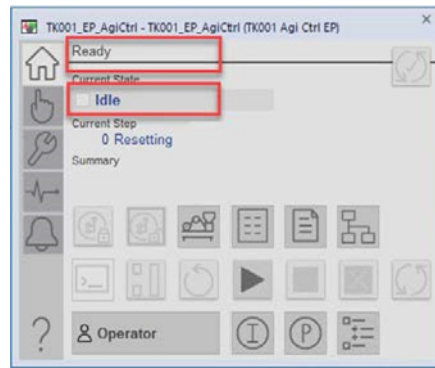 TK001_EP_AgiCtrl - TK001_EP_AgiCtrl (TK001 Agi Ctrl EP)
Ready
Current State
Idle
Current Step
0 Resetting
Summary
Operator
I
P
?